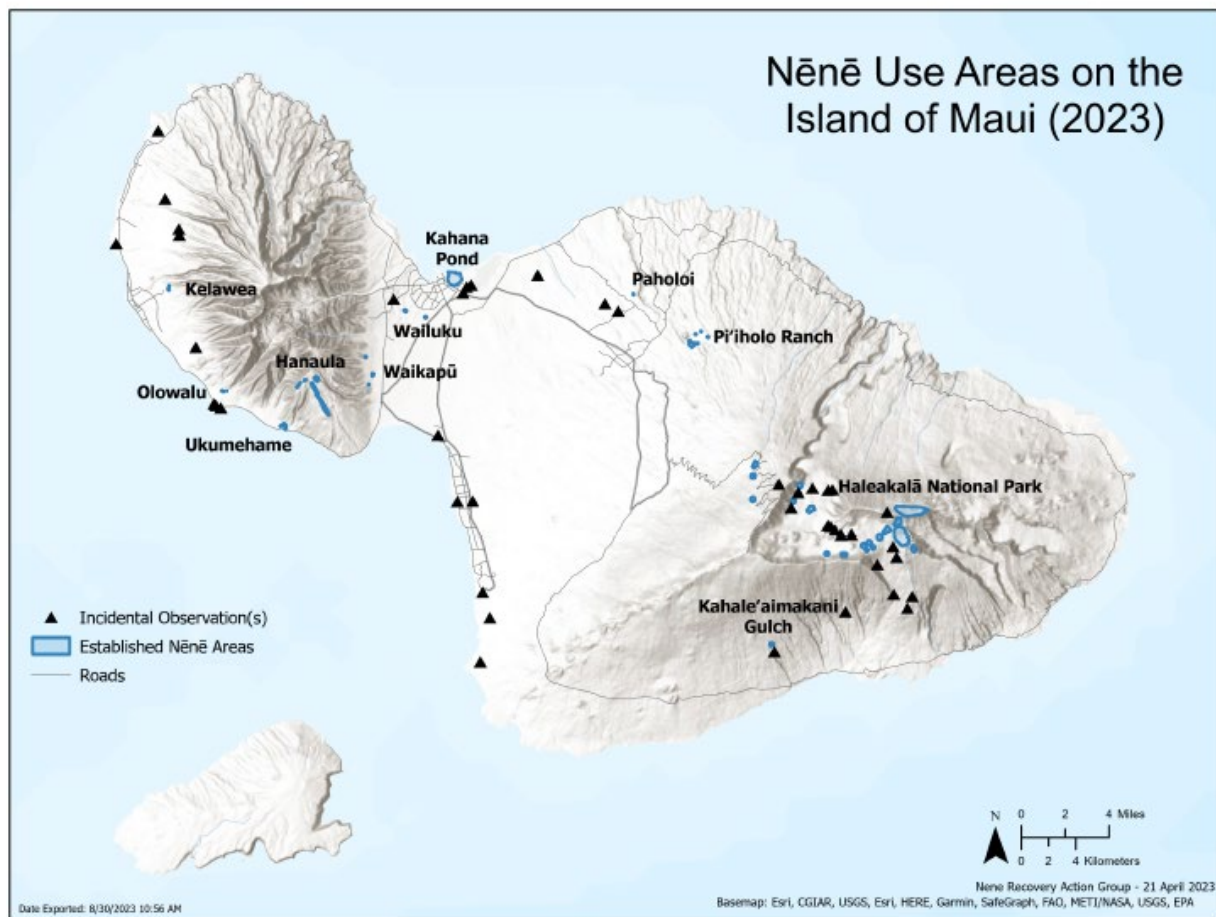 Nēnē Use Areas on the
Island of Maui (2023)
Kahana
Pond
Kelawea
Paholoi
Wailuku
Pi'iholo Ranch
Hanaula
Waikapū
Olowalu
Ukumehame
Haleakalā National Park
Kahale'aimakani
Gulch
Incidental Observation(s)
Established Nēnē Areas
Roads
N
0 2 4 Miles
0 2 4 Kilometers
Nene Recovery Action Group - 21 April 2023
Date Exported: 8/30/2023 10:56 AM
Basemap: Esri, CGIAR, USGS, Esri, HERE, Garmin, SafeGraph, FAO, METI/NASA, USGS, EPA